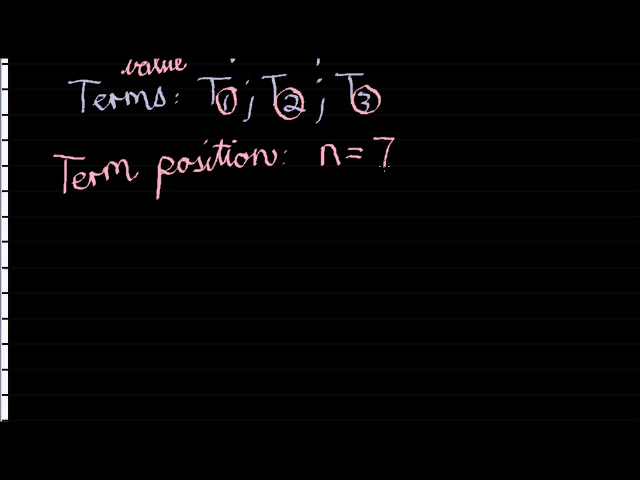 value
Terms: T1; T2; T3
Term position: n = 7